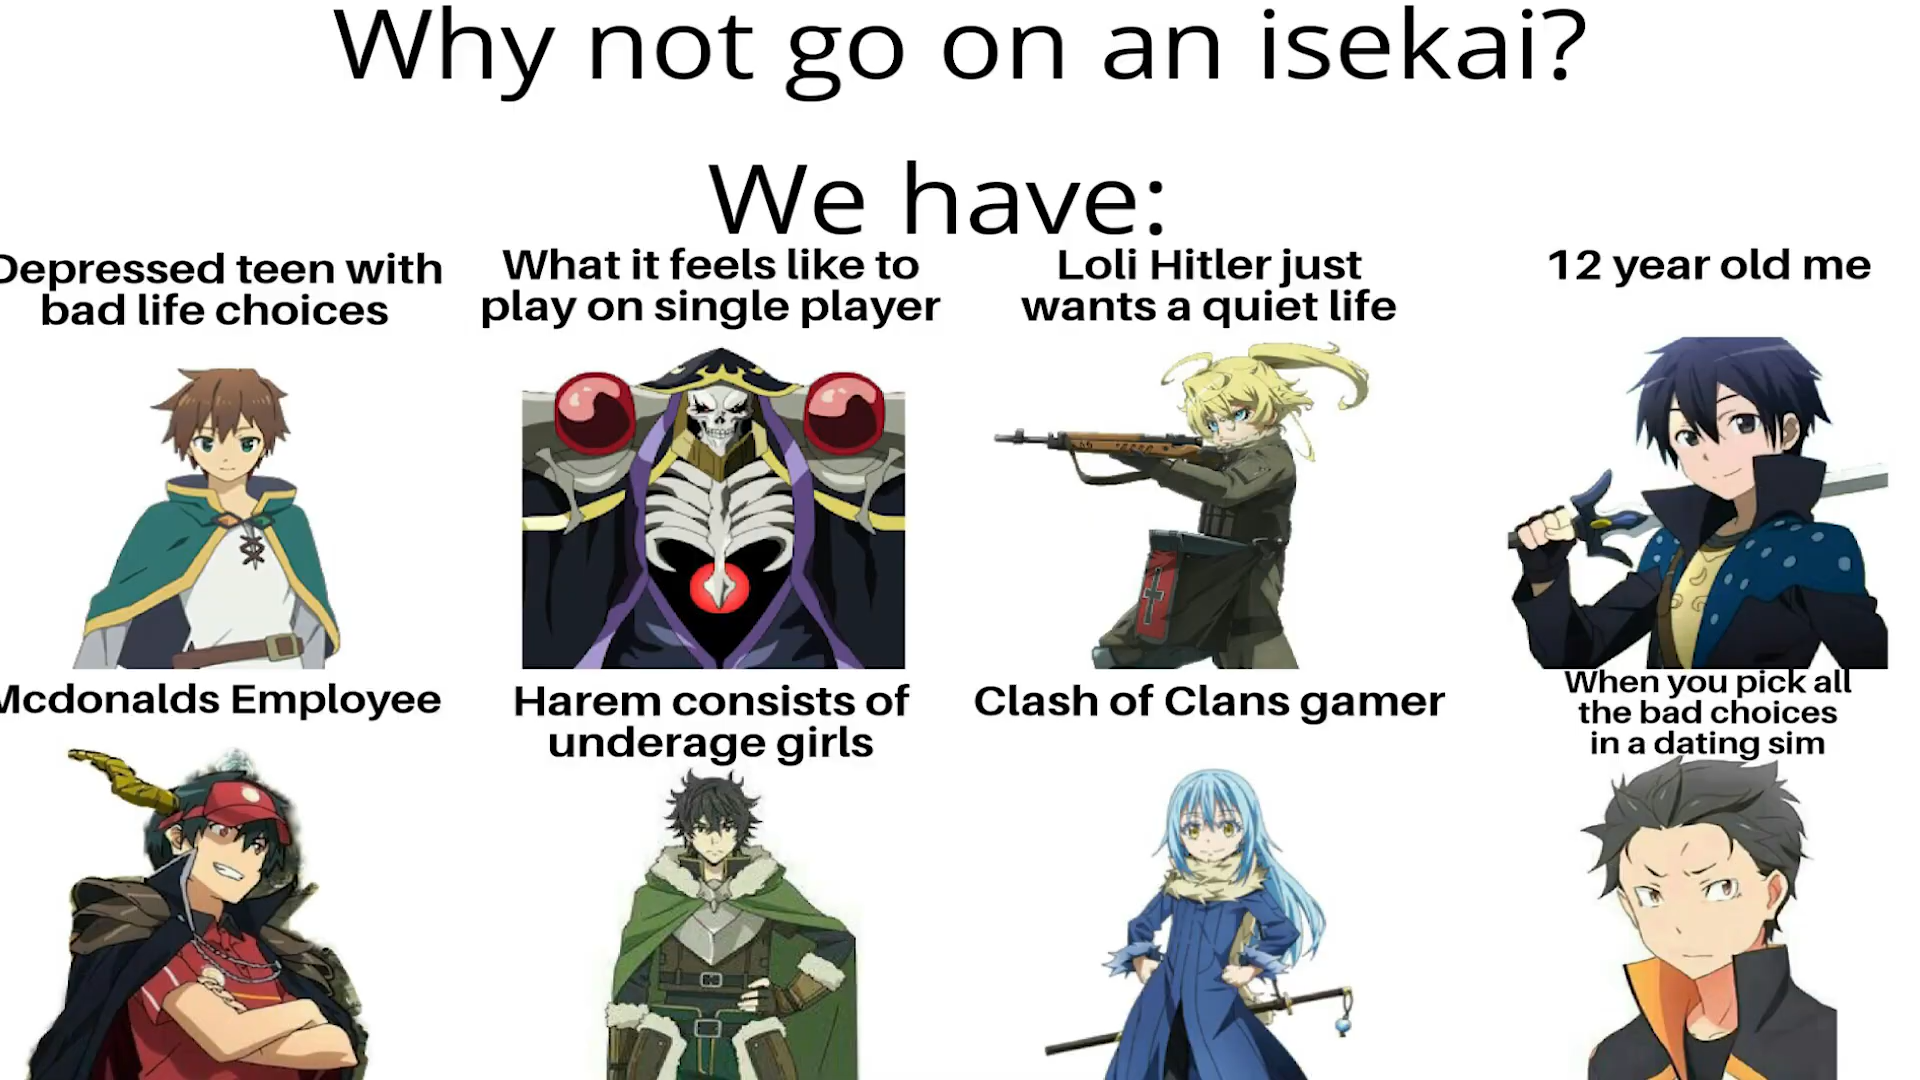 Why not go on an isekai?
We have:
Depressed teen with
bad life choices
What it feels like to
play on single player
Loli Hitler just
wants a quiet life
12 year old me
Mcdonalds Employee
Harem consists of
underage girls
Clash of Clans gamer
When you pick all
the bad choices
in a dating sim